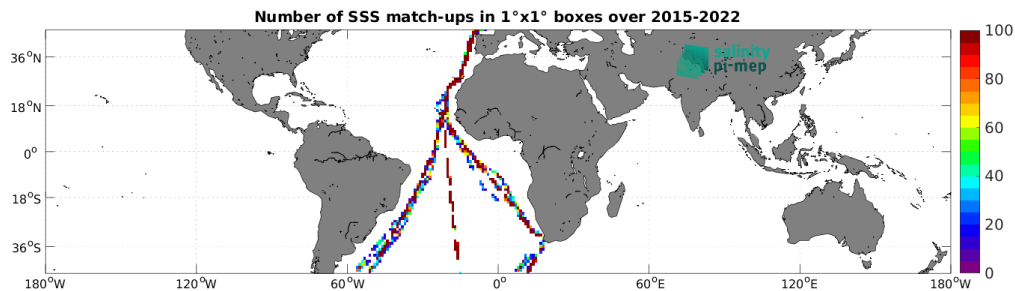 Number of SSS match-ups in 1°x1° boxes over 2015-2022
salinity
pi-mep
36°N
18°N
0°
18°S
36°S
180°W
120°W
60°W
0°
60°E
120°E
180°W
100
80
60
40
20
0